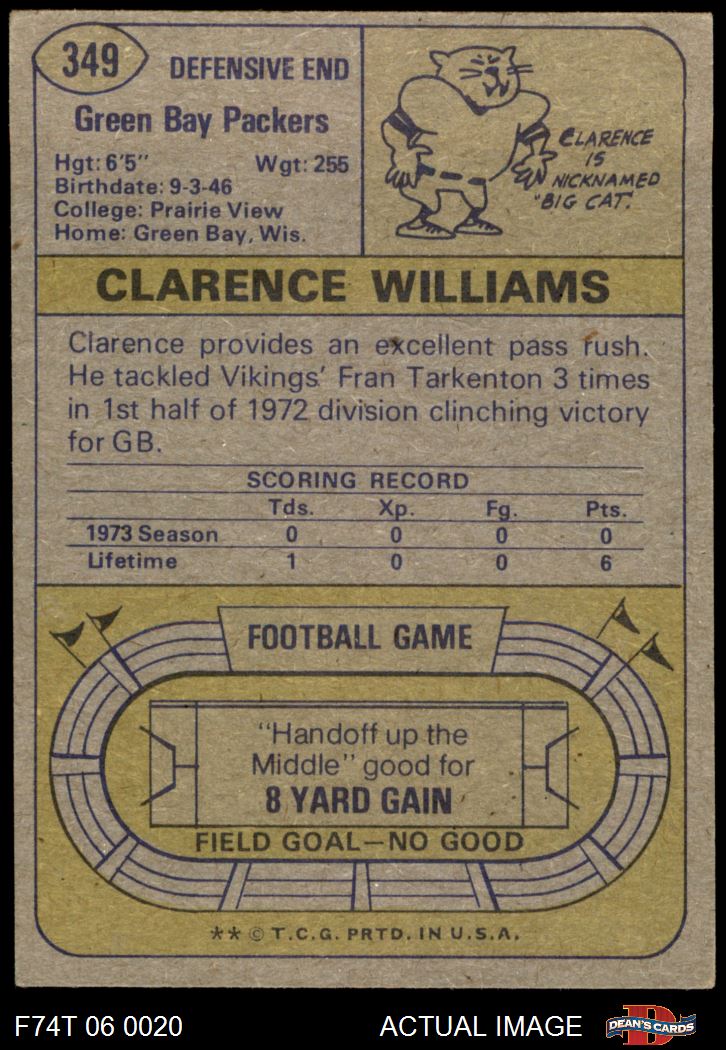 349
DEFENSIVE END
Green Bay Packers
Hgt: 6'5" Wgt: 255
Birthdate: 9-3-46
College: Prairie View
Home: Green Bay, Wis.
CLARENCE
IS
NICKNAMED
"BIG CAT."
CLARENCE WILLIAMS
Clarence provides an excellent pass rush.
He tackled Vikings' Fran Tarkenton 3 times
in 1st half of 1972 division clinching victory
for GB.
SCORING RECORD
Tds. Xp. Fg. Pts.
1973 Season 0 0 0 0
Lifetime 1 0 0 6
FOOTBALL GAME
"Handoff up the
Middle" good for
8 YARD GAIN
FIELD GOAL—NO GOOD
** © T.C.G. PRTD. IN U.S.A.
F74T 06 0020 ACTUAL IMAGE DEAN'S CARDS